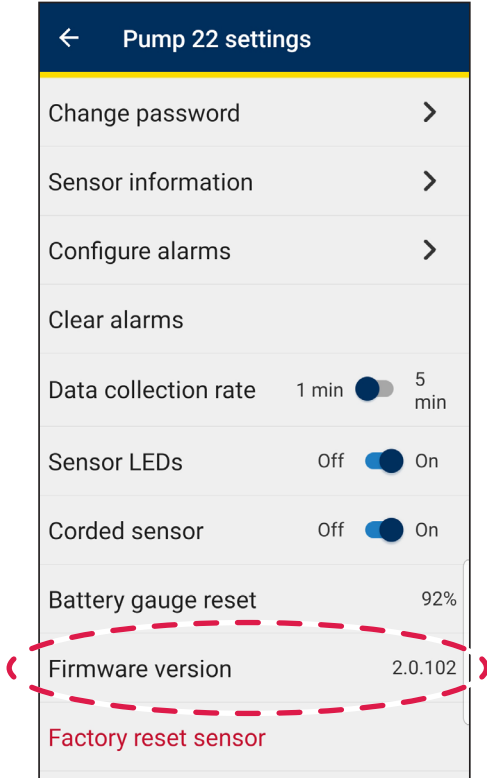 Pump 22 settings
Change password
Sensor information
Configure alarms
Clear alarms
Data collection rate 1 min 5 min
Sensor LEDs Off On
Corded sensor Off On
Battery gauge reset 92%
Firmware version 2.0.102
Factory reset sensor